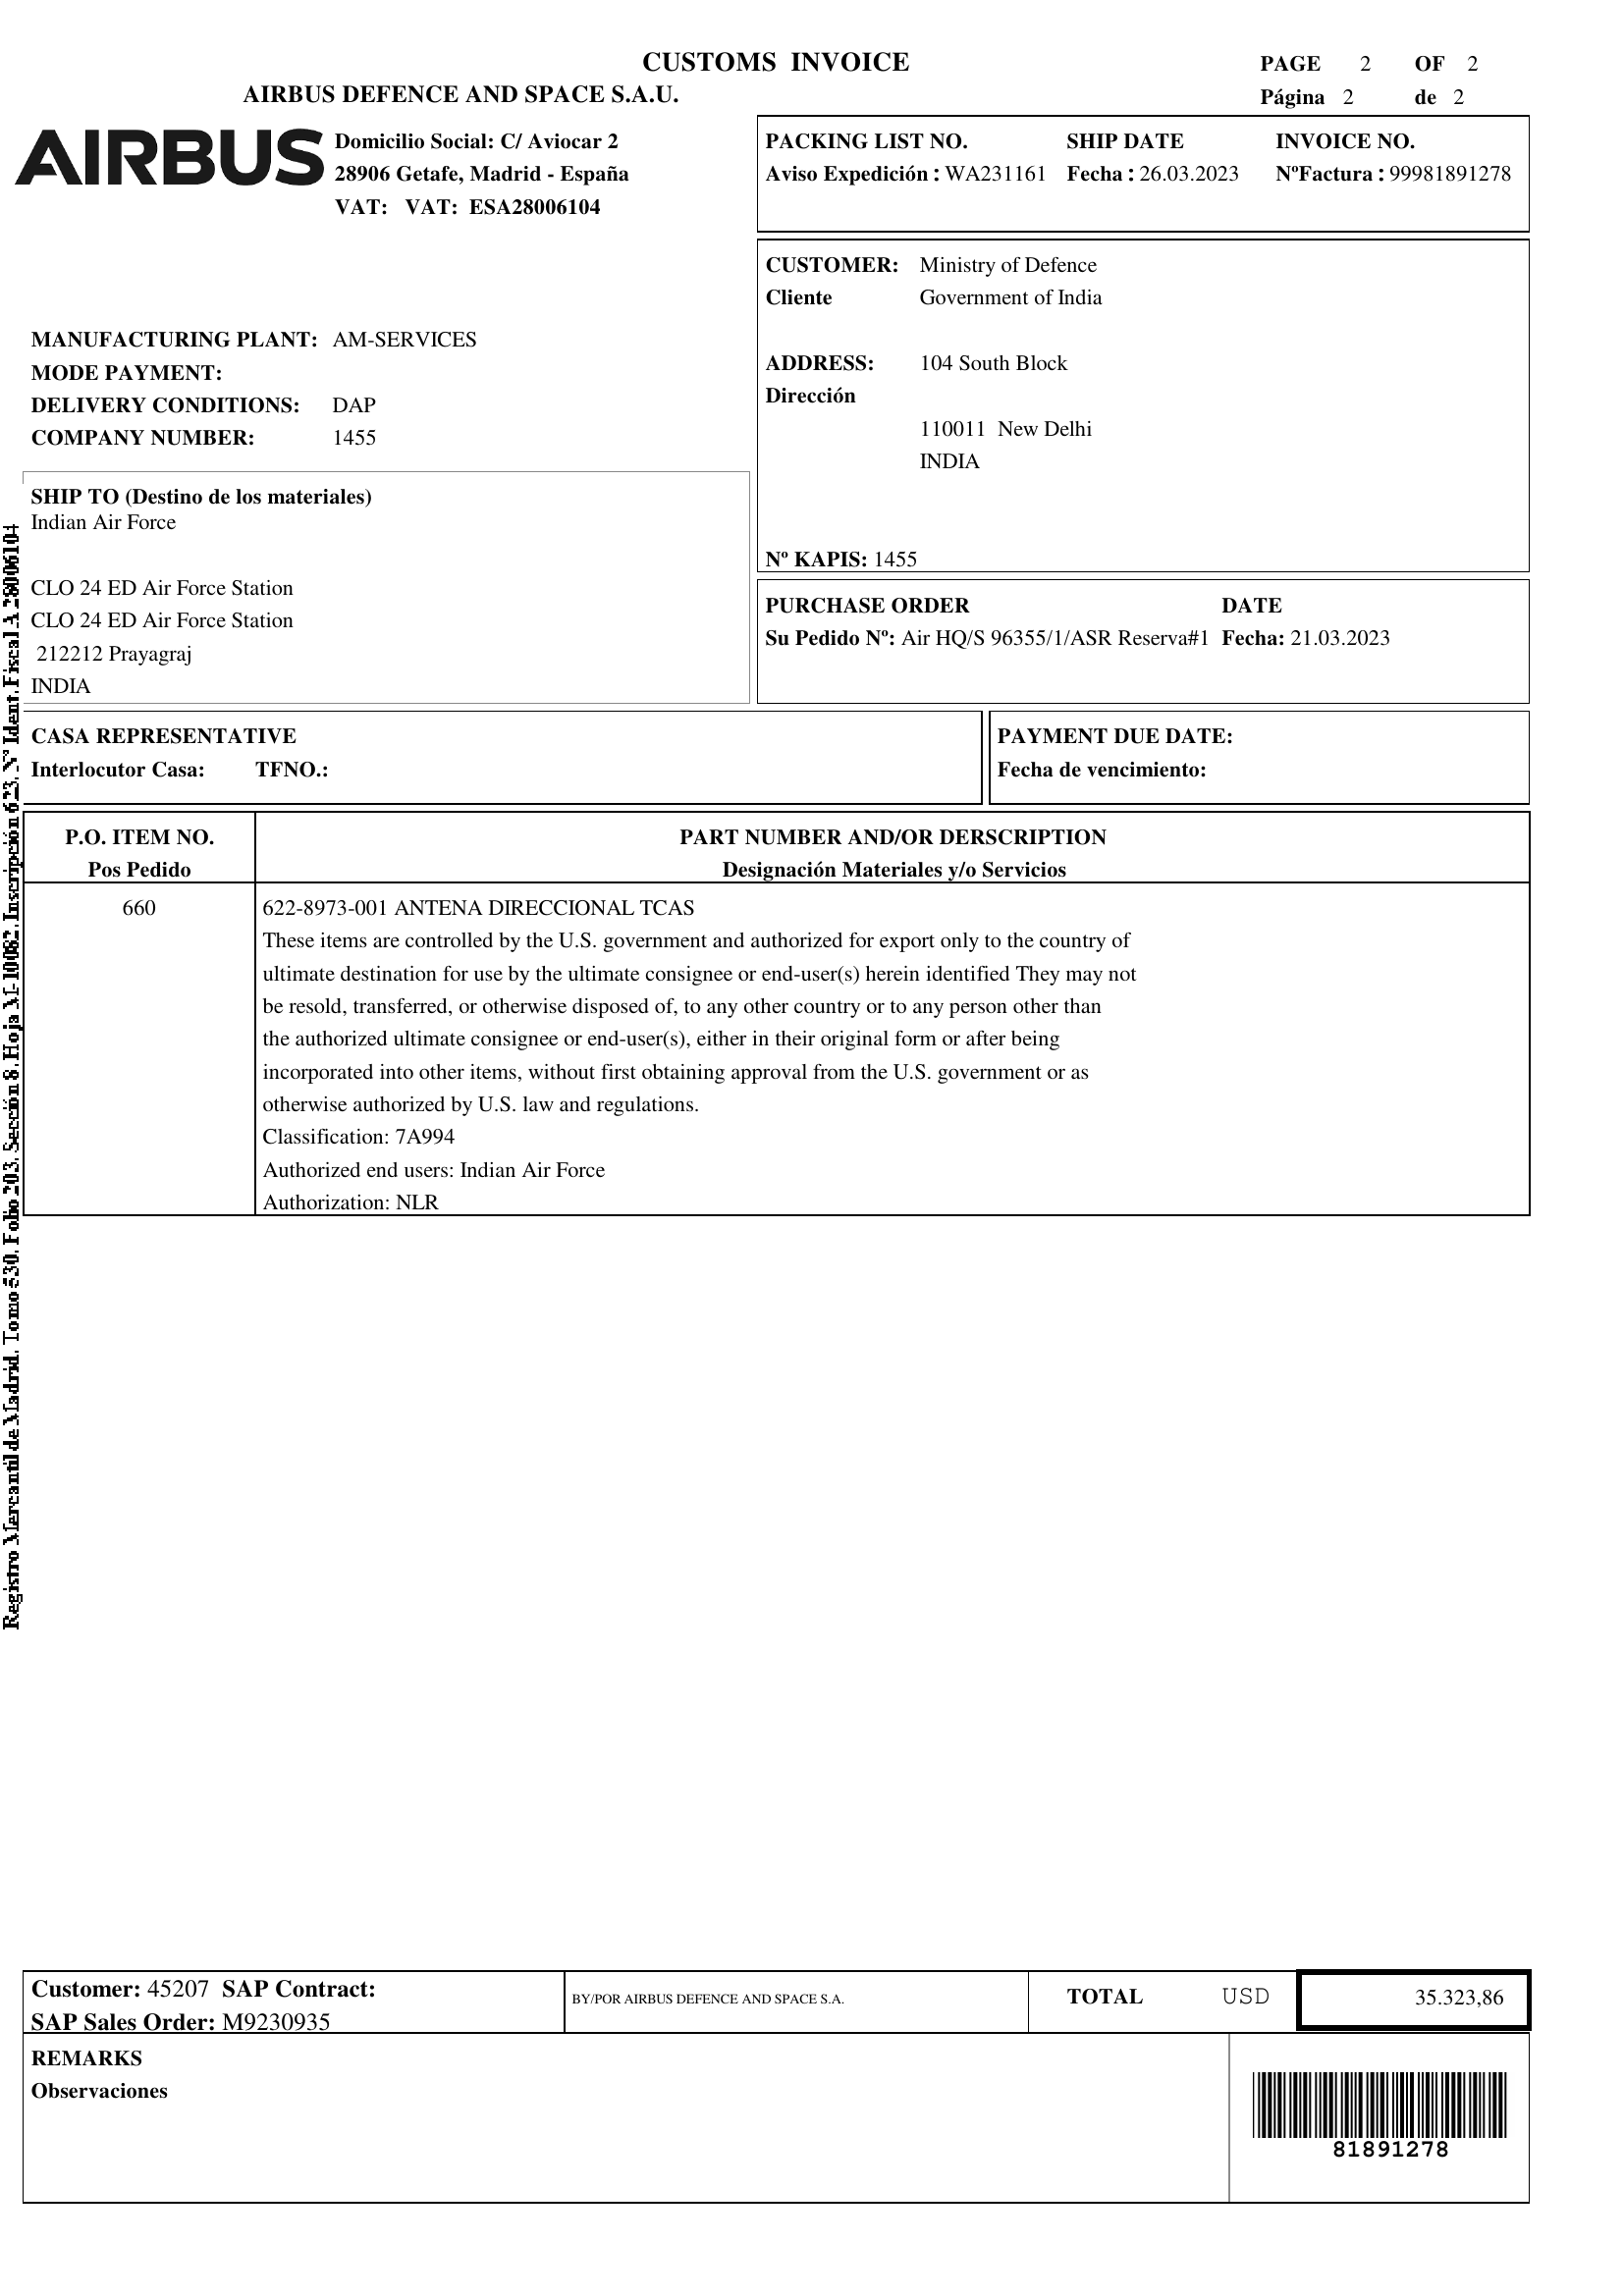 CUSTOMS  INVOICE
AIRBUS DEFENCE AND SPACE S.A.U.
PAGE 2 OF 2
Página 2 de 2
AIRBUS
Domicilio Social: C/ Aviocar 2
28906 Getafe, Madrid - España
VAT:   VAT:  ESA28006104
PACKING LIST NO. SHIP DATE INVOICE NO.
Aviso Expedición : WA231161 Fecha : 26.03.2023 NºFactura : 99981891278
CUSTOMER: Ministry of Defence
Cliente Government of India
ADDRESS: 104 South Block
Dirección
110011  New Delhi
INDIA
Nº KAPIS: 1455
MANUFACTURING PLANT: AM-SERVICES
MODE PAYMENT:
DELIVERY CONDITIONS: DAP
COMPANY NUMBER: 1455
SHIP TO (Destino de los materiales)
Indian Air Force
CLO 24 ED Air Force Station
CLO 24 ED Air Force Station
212212 Prayagraj
INDIA
PURCHASE ORDER DATE
Su Pedido Nº: Air HQ/S 96355/1/ASR Reserva#1 Fecha: 21.03.2023
CASA REPRESENTATIVE
Interlocutor Casa: TFNO.:
PAYMENT DUE DATE:
Fecha de vencimiento:
P.O. ITEM NO. PART NUMBER AND/OR DERSCRIPTION
Pos Pedido Designación Materiales y/o Servicios
660 622-8973-001 ANTENA DIRECCIONAL TCAS
These items are controlled by the U.S. government and authorized for export only to the country of
ultimate destination for use by the ultimate consignee or end-user(s) herein identified They may not
be resold, transferred, or otherwise disposed of, to any other country or to any person other than
the authorized ultimate consignee or end-user(s), either in their original form or after being
incorporated into other items, without first obtaining approval from the U.S. government or as
otherwise authorized by U.S. law and regulations.
Classification: 7A994
Authorized end users: Indian Air Force
Authorization: NLR
Registro Mercantil de Madrid, Tomo 530, Folio 203, Sección 8, Hoja M-10082, Inscripción 623, Nº Ident. Fiscal A 28006104
Customer: 45207  SAP Contract:
SAP Sales Order: M9230935
BY/POR AIRBUS DEFENCE AND SPACE S.A.
TOTAL USD 35.323,86
REMARKS
Observaciones
81891278